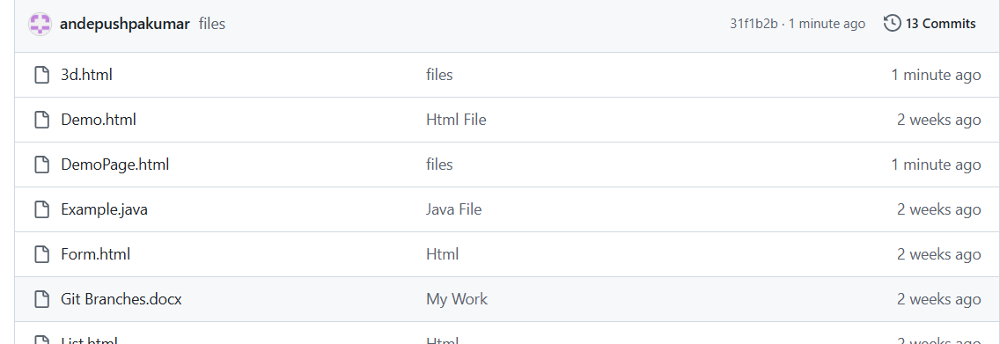 andepushpakumar files 31f1b2b · 1 minute ago 13 Commits
3d.html files 1 minute ago
Demo.html Html File 2 weeks ago
DemoPage.html files 1 minute ago
Example.java Java File 2 weeks ago
Form.html Html 2 weeks ago
Git Branches.docx My Work 2 weeks ago
List.html Html 2 weeks ago